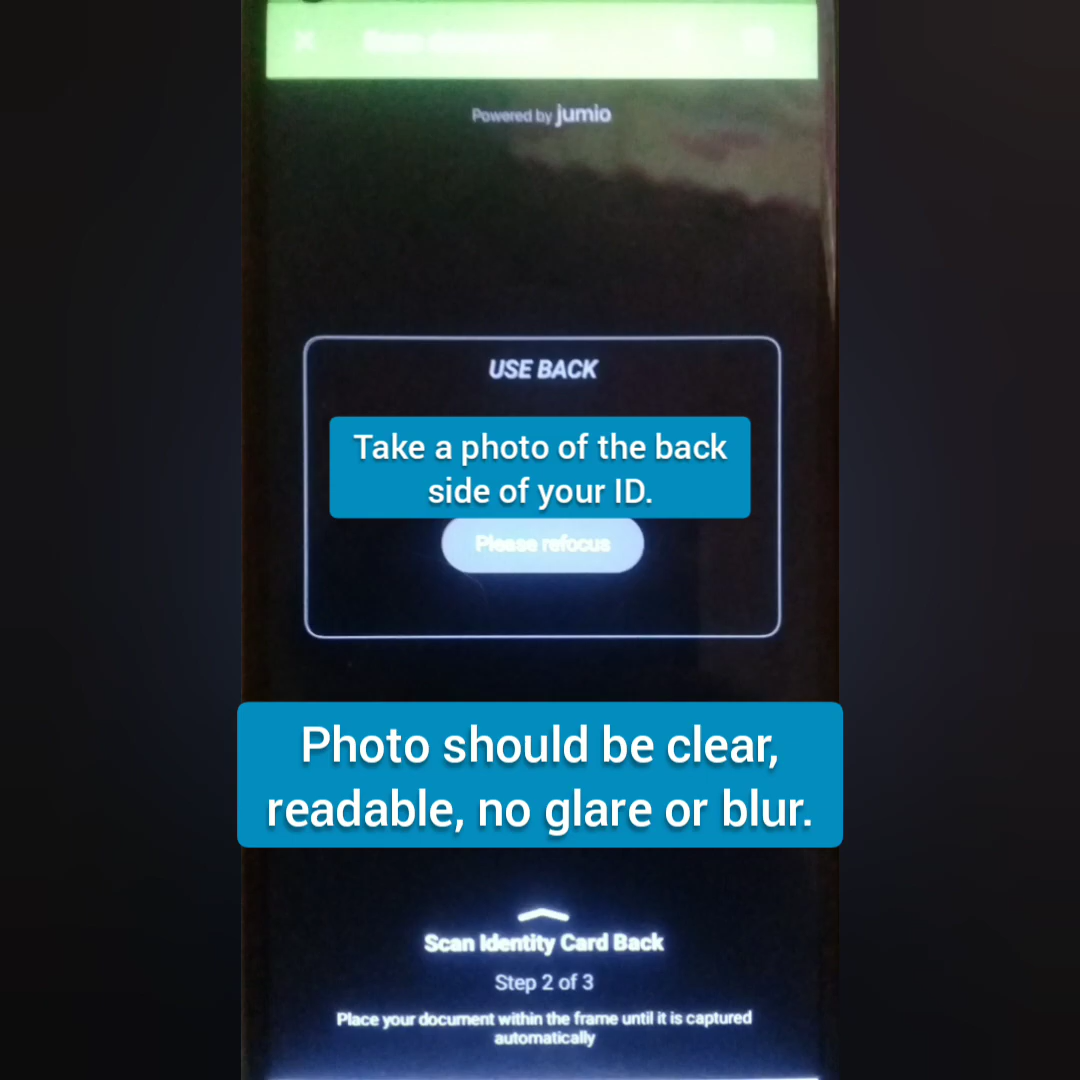 Powered by jumio
USE BACK
Take a photo of the back
side of your ID.
Please refocus
Photo should be clear,
readable, no glare or blur.
Scan Identity Card Back
Step 2 of 3
Place your document within the frame until it is captured
automatically